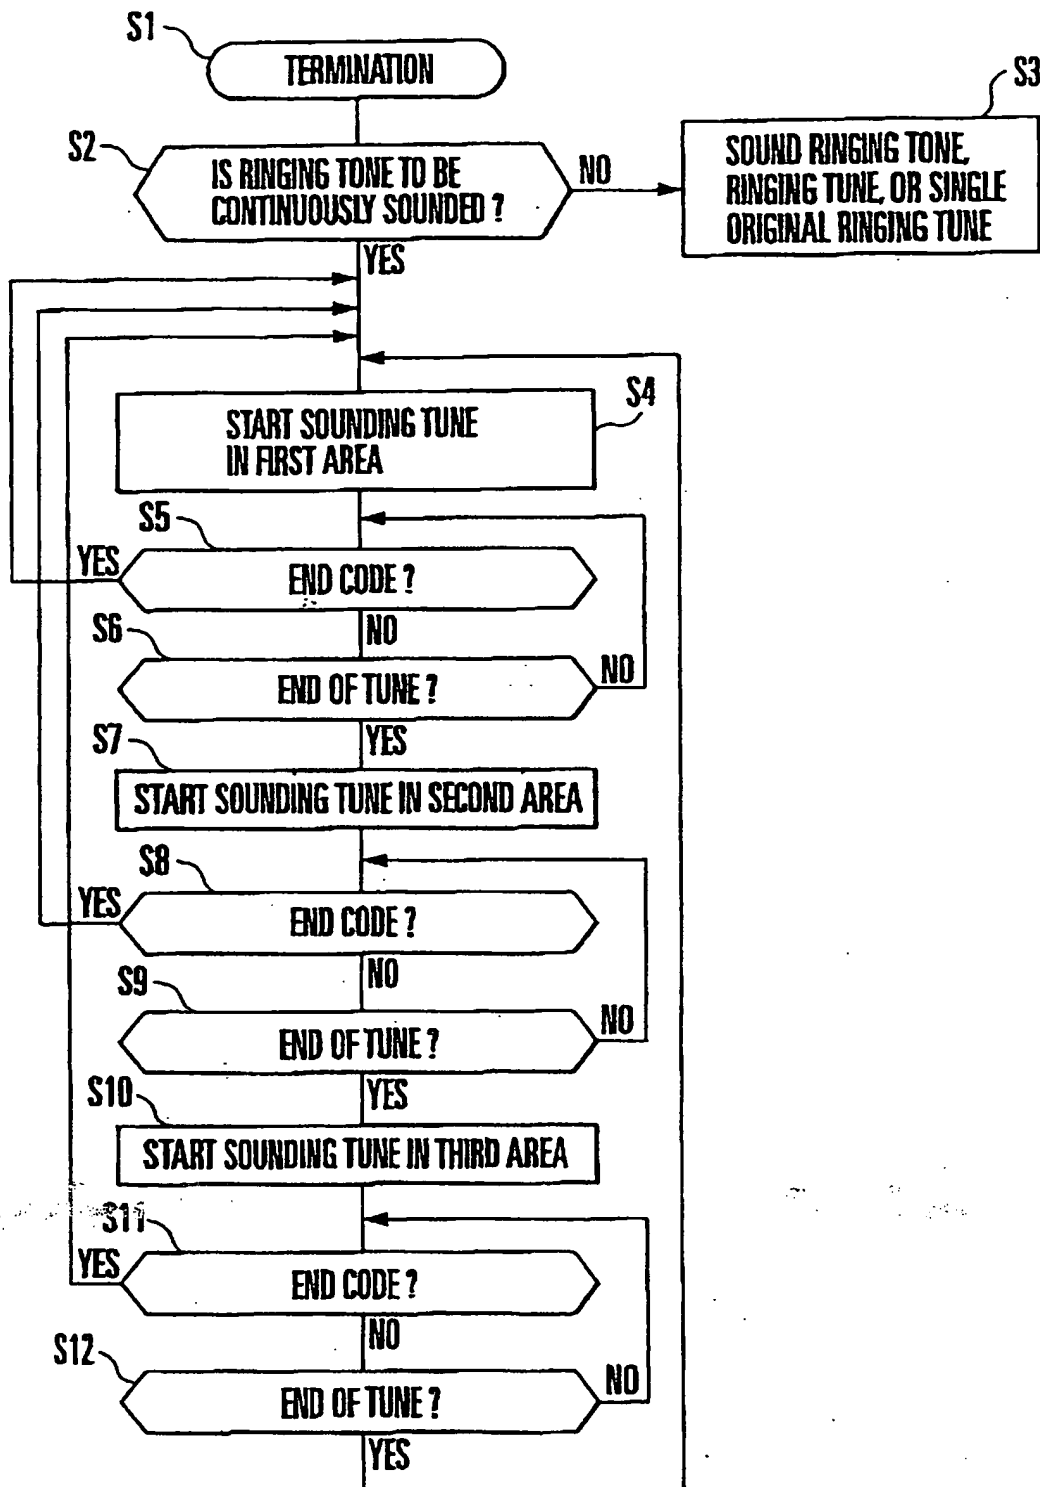 S1
TERMINATION
S2
IS RINGING TONE TO BE
CONTINUOUSLY SOUNDED ?
NO
S3
SOUND RINGING TONE,
RINGING TUNE, OR SINGLE
ORIGINAL RINGING TUNE
YES
S4
START SOUNDING TUNE
IN FIRST AREA
S5
YES
END CODE ?
NO
S6
END OF TUNE ?
NO
YES
S7
START SOUNDING TUNE IN SECOND AREA
S8
YES
END CODE ?
NO
S9
END OF TUNE ?
NO
YES
S10
START SOUNDING TUNE IN THIRD AREA
S11
YES
END CODE ?
NO
S12
END OF TUNE ?
NO
YES